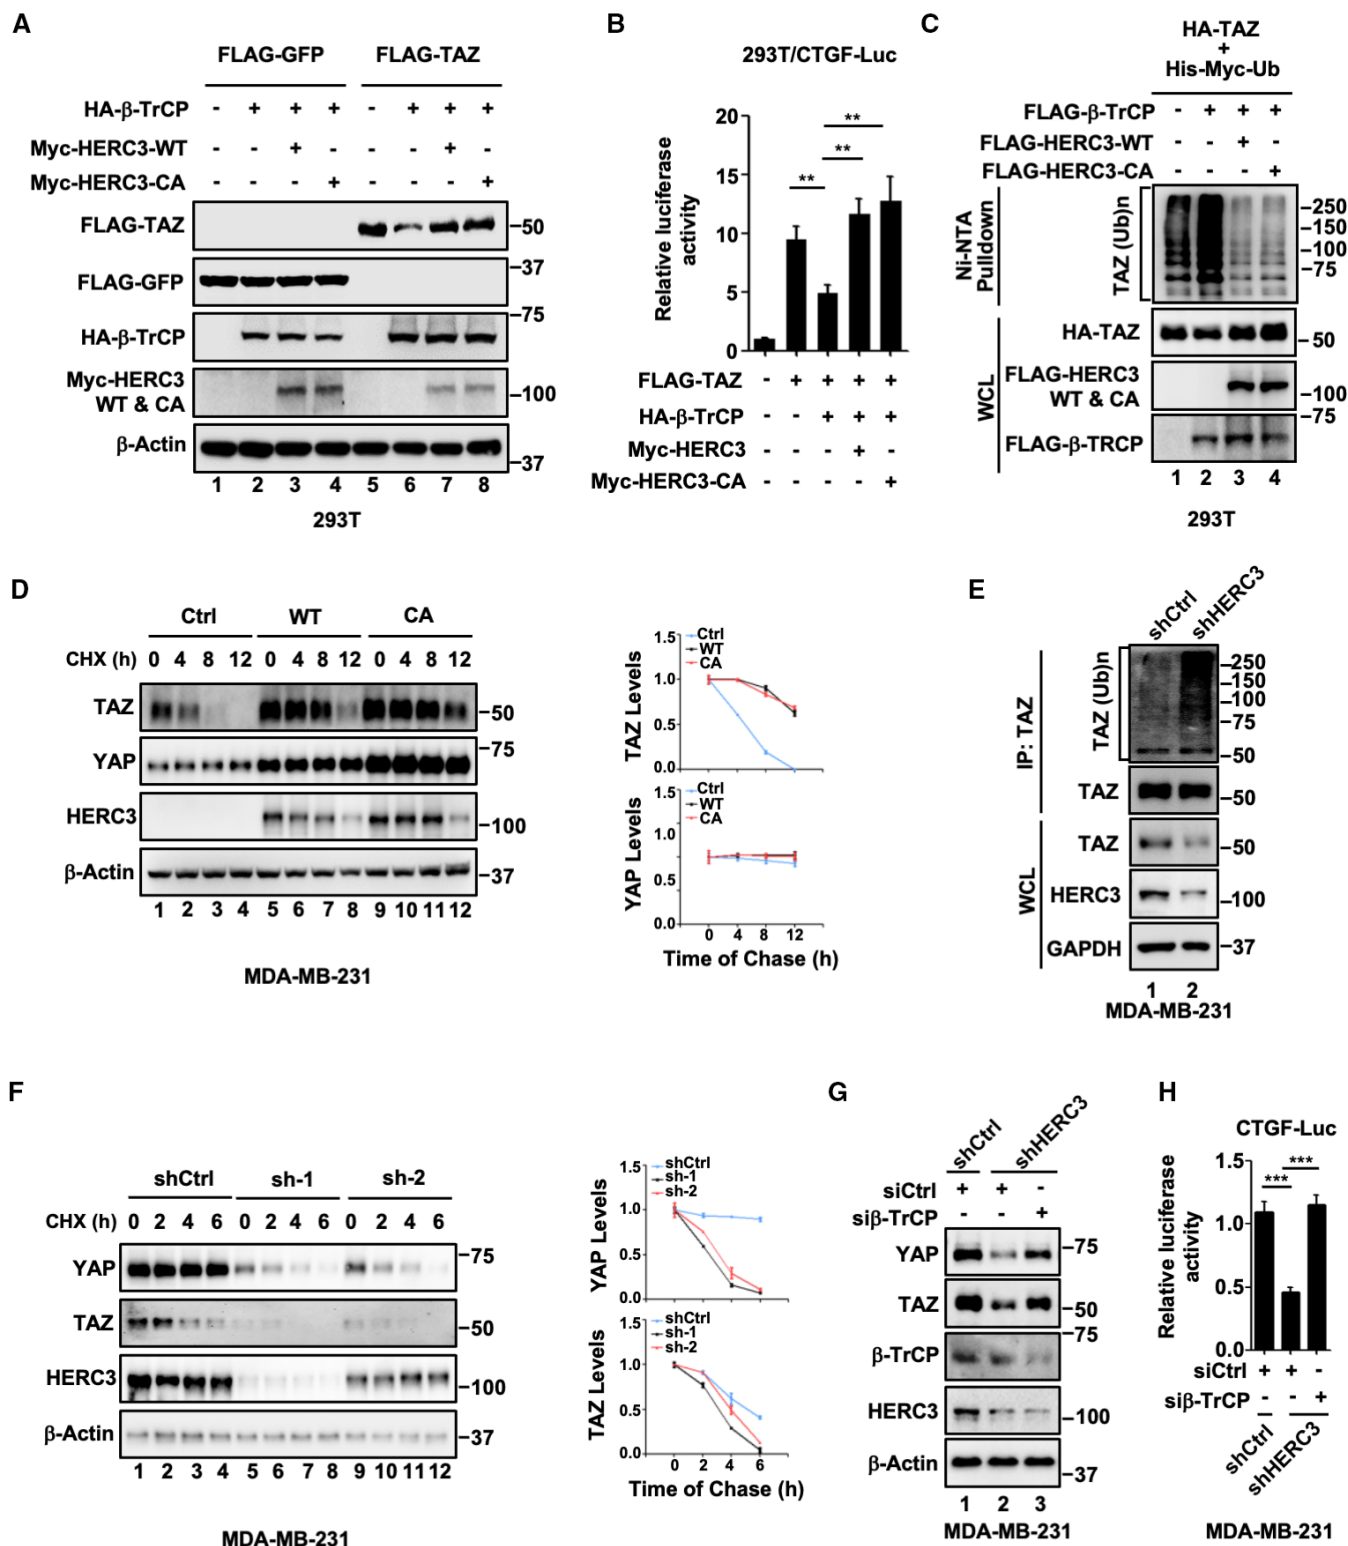 A
FLAG-GFP FLAG-TAZ
HA-β-TrCP - + + + - + + +
Myc-HERC3-WT - - + - - - + -
Myc-HERC3-CA - - - + - - - +
FLAG-TAZ –50
FLAG-GFP –37
HA-β-TrCP –75
Myc-HERC3
WT & CA –100
β-Actin –37
1 2 3 4 5 6 7 8
293T
B
293T/CTGF-Luc
Relative luciferase
activity
20
15
10
5
0
** ** **
FLAG-TAZ - + + + +
HA-β-TrCP - - + + +
Myc-HERC3 - - - + -
Myc-HERC3-CA - - - - +
C
HA-TAZ
+
His-Myc-Ub
FLAG-β-TrCP - + + +
FLAG-HERC3-WT - - + -
FLAG-HERC3-CA - - - +
Ni-NTA
Pulldown
TAZ (Ub)n
–250
–150
–100
–75
WCL
HA-TAZ –50
FLAG-HERC3
WT & CA –100
FLAG-β-TRCP –75
1 2 3 4
293T
D
Ctrl WT CA
CHX (h) 0 4 8 12 0 4 8 12 0 4 8 12
TAZ –50
YAP –75
HERC3 –100
β-Actin –37
1 2 3 4 5 6 7 8 9 10 11 12
MDA-MB-231
TAZ Levels
1.5
1.0
0.5
0.0
Ctrl
WT
CA
YAP Levels
1.5
1.0
0.5
0.0
Ctrl
WT
CA
0 4 8 12
Time of Chase (h)
E
shCtrl shHERC3
IP: TAZ
TAZ (Ub)n
–250
–150
–100
–75
–50
TAZ –50
WCL
TAZ –50
HERC3 –100
GAPDH –37
1 2
MDA-MB-231
F
shCtrl sh-1 sh-2
CHX (h) 0 2 4 6 0 2 4 6 0 2 4 6
YAP –75
TAZ –50
HERC3 –100
β-Actin –37
1 2 3 4 5 6 7 8 9 10 11 12
MDA-MB-231
YAP Levels
1.5
1.0
0.5
0.0
shCtrl
sh-1
sh-2
TAZ Levels
1.5
1.0
0.5
0.0
shCtrl
sh-1
sh-2
0 2 4 6
Time of Chase (h)
G
shCtrl shHERC3
siCtrl + + -
siβ-TrCP - - +
YAP –75
TAZ –50
β-TrCP –75
HERC3 –100
β-Actin –37
1 2 3
MDA-MB-231
H
CTGF-Luc
Relative luciferase
activity
1.5
1.0
0.5
0.0
*** ***
siCtrl + + -
siβ-TrCP - - +
shCtrl shHERC3
MDA-MB-231